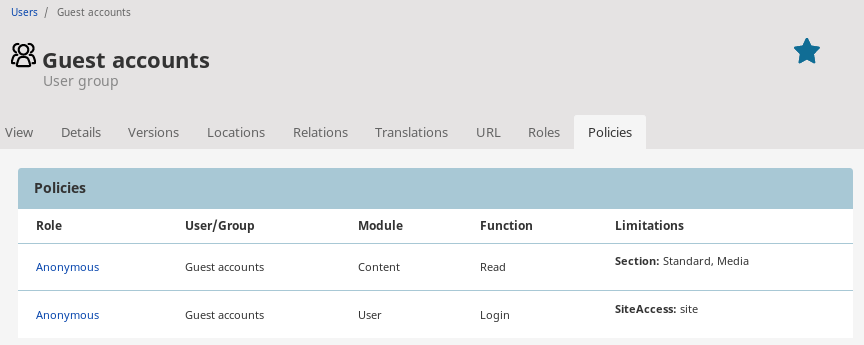 Users / Guest accounts
Guest accounts
User group
View Details Versions Locations Relations Translations URL Roles Policies
Policies
Role User/Group Module Function Limitations
Anonymous Guest accounts Content Read Section: Standard, Media
Anonymous Guest accounts User Login SiteAccess: site